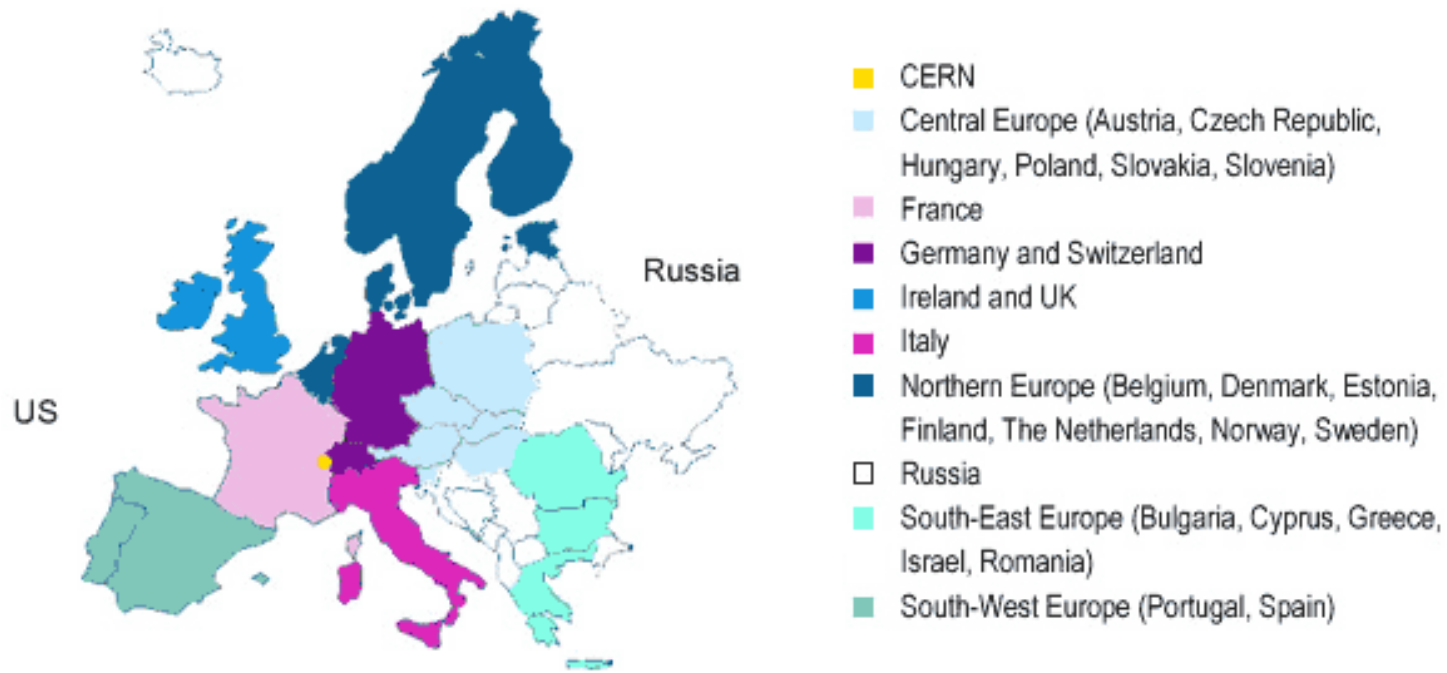 Russia
US
CERN
Central Europe (Austria, Czech Republic,
Hungary, Poland, Slovakia, Slovenia)
France
Germany and Switzerland
Ireland and UK
Italy
Northern Europe (Belgium, Denmark, Estonia,
Finland, The Netherlands, Norway, Sweden)
Russia
South-East Europe (Bulgaria, Cyprus, Greece,
Israel, Romania)
South-West Europe (Portugal, Spain)